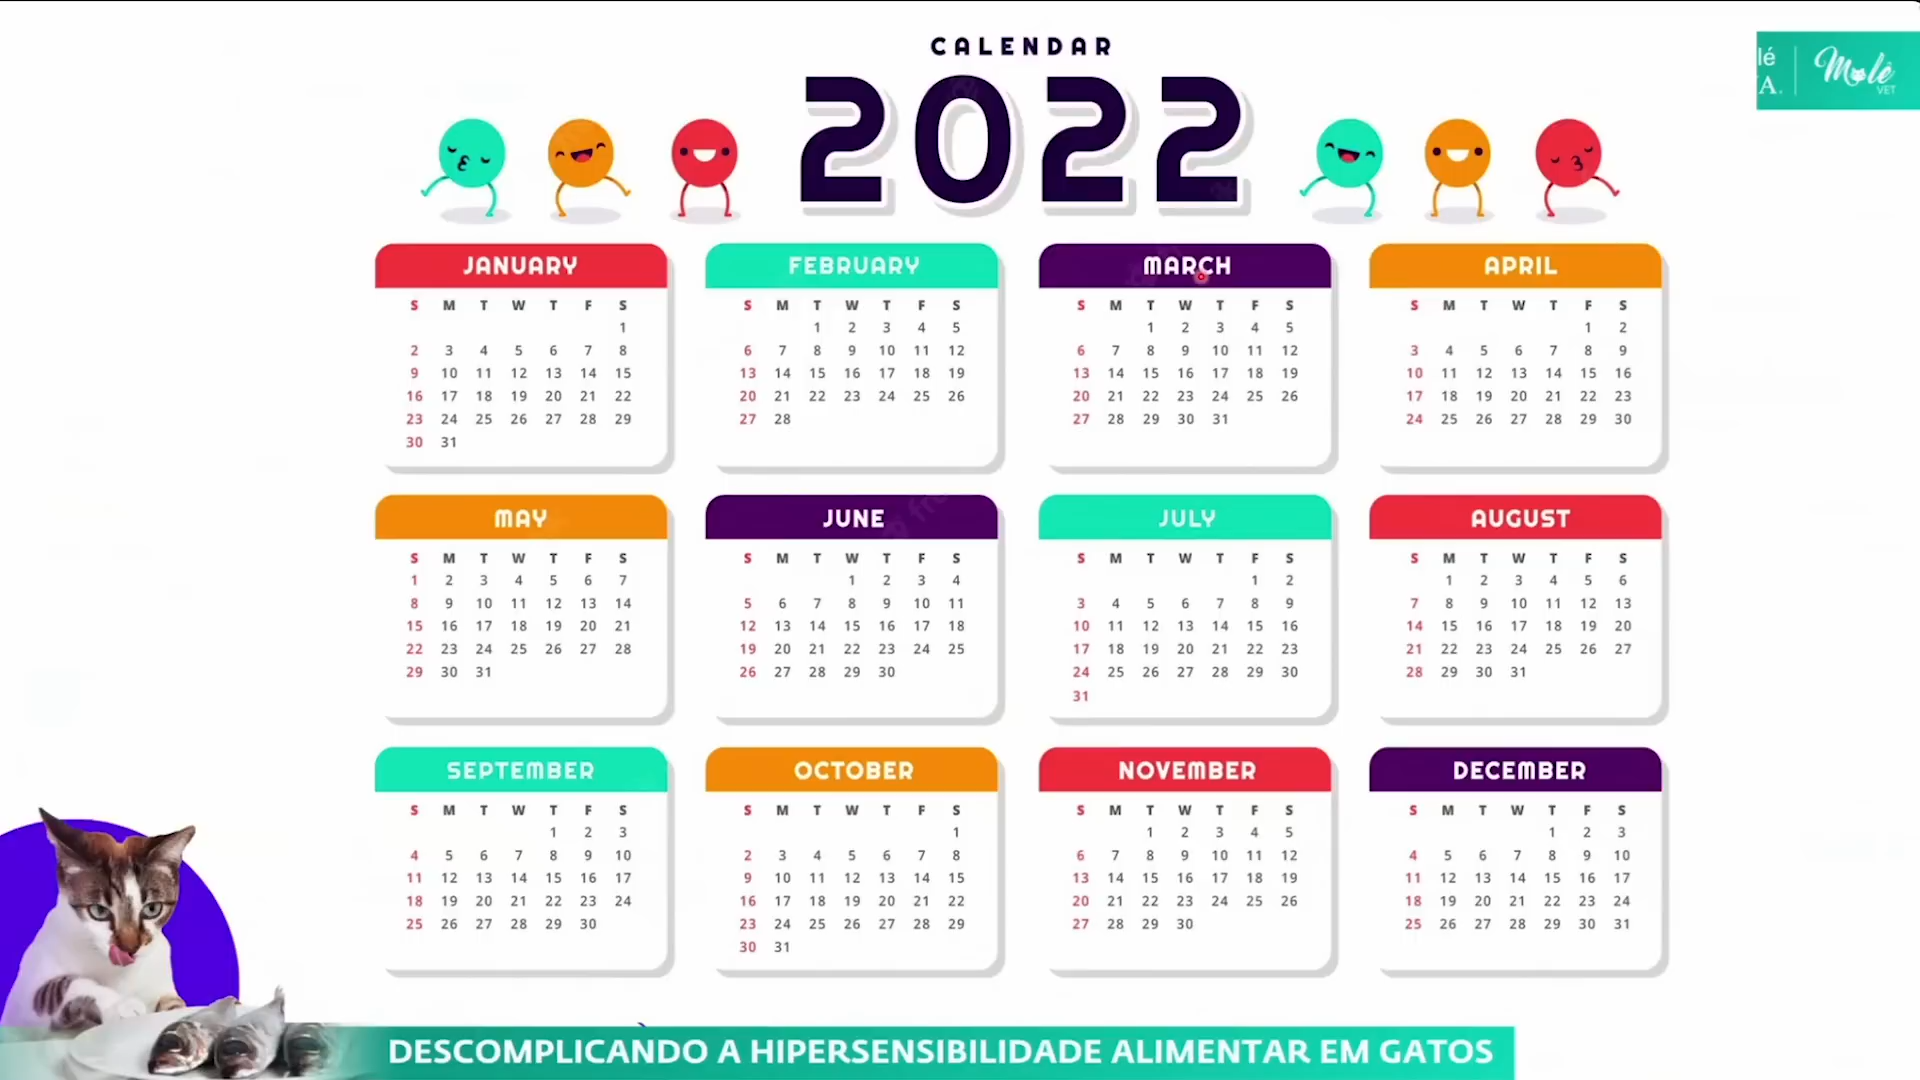 CALENDAR
2022
lé
A.
Molê
VET
JANUARY
S M T W T F S
1
2 3 4 5 6 7 8
9 10 11 12 13 14 15
16 17 18 19 20 21 22
23 24 25 26 27 28 29
30 31
FEBRUARY
S M T W T F S
1 2 3 4 5
6 7 8 9 10 11 12
13 14 15 16 17 18 19
20 21 22 23 24 25 26
27 28
MARCH
S M T W T F S
1 2 3 4 5
6 7 8 9 10 11 12
13 14 15 16 17 18 19
20 21 22 23 24 25 26
27 28 29 30 31
APRIL
S M T W T F S
1 2
3 4 5 6 7 8 9
10 11 12 13 14 15 16
17 18 19 20 21 22 23
24 25 26 27 28 29 30
MAY
S M T W T F S
1 2 3 4 5 6 7
8 9 10 11 12 13 14
15 16 17 18 19 20 21
22 23 24 25 26 27 28
29 30 31
JUNE
S M T W T F S
1 2 3 4
5 6 7 8 9 10 11
12 13 14 15 16 17 18
19 20 21 22 23 24 25
26 27 28 29 30
JULY
S M T W T F S
1 2
3 4 5 6 7 8 9
10 11 12 13 14 15 16
17 18 19 20 21 22 23
24 25 26 27 28 29 30
31
AUGUST
S M T W T F S
1 2 3 4 5 6
7 8 9 10 11 12 13
14 15 16 17 18 19 20
21 22 23 24 25 26 27
28 29 30 31
SEPTEMBER
S M T W T F S
1 2 3
4 5 6 7 8 9 10
11 12 13 14 15 16 17
18 19 20 21 22 23 24
25 26 27 28 29 30
OCTOBER
S M T W T F S
1
2 3 4 5 6 7 8
9 10 11 12 13 14 15
16 17 18 19 20 21 22
23 24 25 26 27 28 29
30 31
NOVEMBER
S M T W T F S
1 2 3 4 5
6 7 8 9 10 11 12
13 14 15 16 17 18 19
20 21 22 23 24 25 26
27 28 29 30
DECEMBER
S M T W T F S
1 2 3
4 5 6 7 8 9 10
11 12 13 14 15 16 17
18 19 20 21 22 23 24
25 26 27 28 29 30 31
DESCOMPLICANDO A HIPERSENSIBILIDADE ALIMENTAR EM GATOS